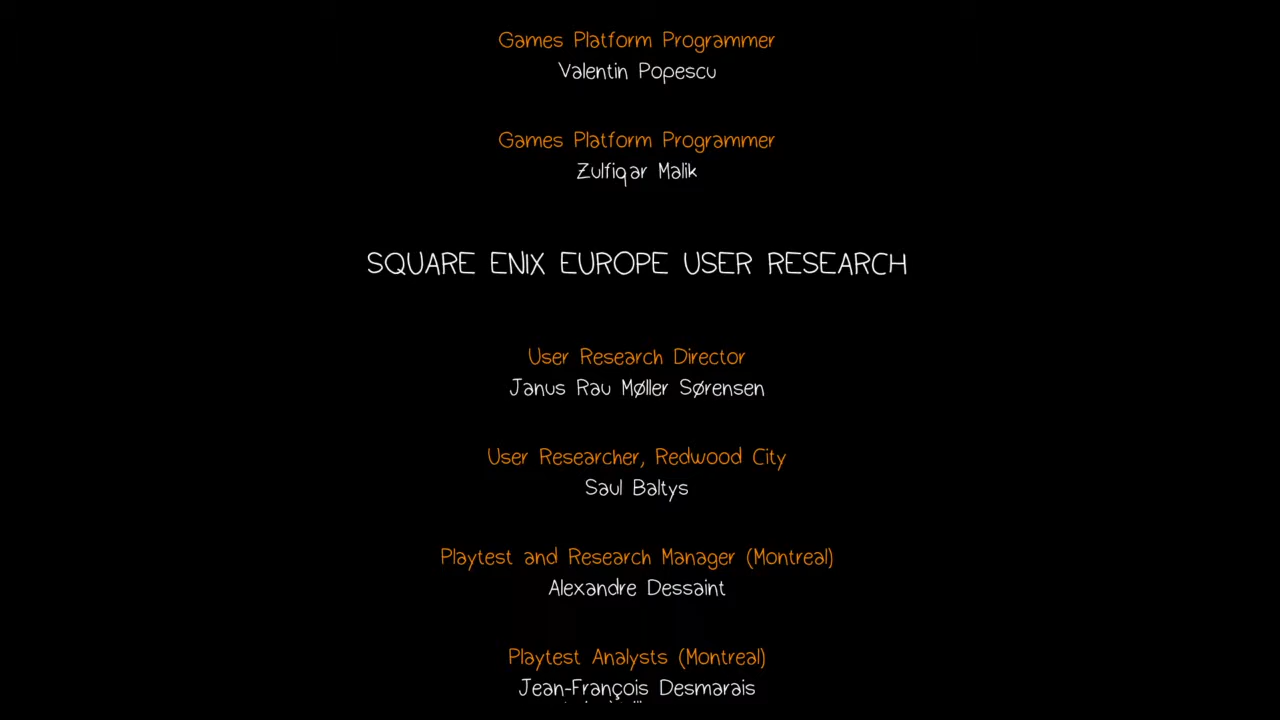 Games Platform Programmer
Valentin Popescu
Games Platform Programmer
Zulfiqar Malik
SQUARE ENIX EUROPE USER RESEARCH
User Research Director
Janus Rau Møller Sørensen
User Researcher, Redwood City
Saul Baltys
Playtest and Research Manager (Montreal)
Alexandre Dessaint
Playtest Analysts (Montreal)
Jean-François Desmarais